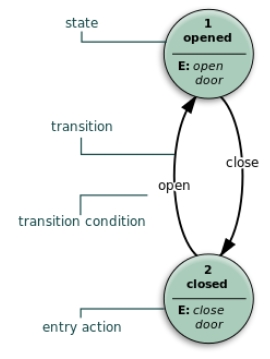 state
1
opened
E: open
door
transition
close
open
transition condition
2
closed
E: close
door
entry action